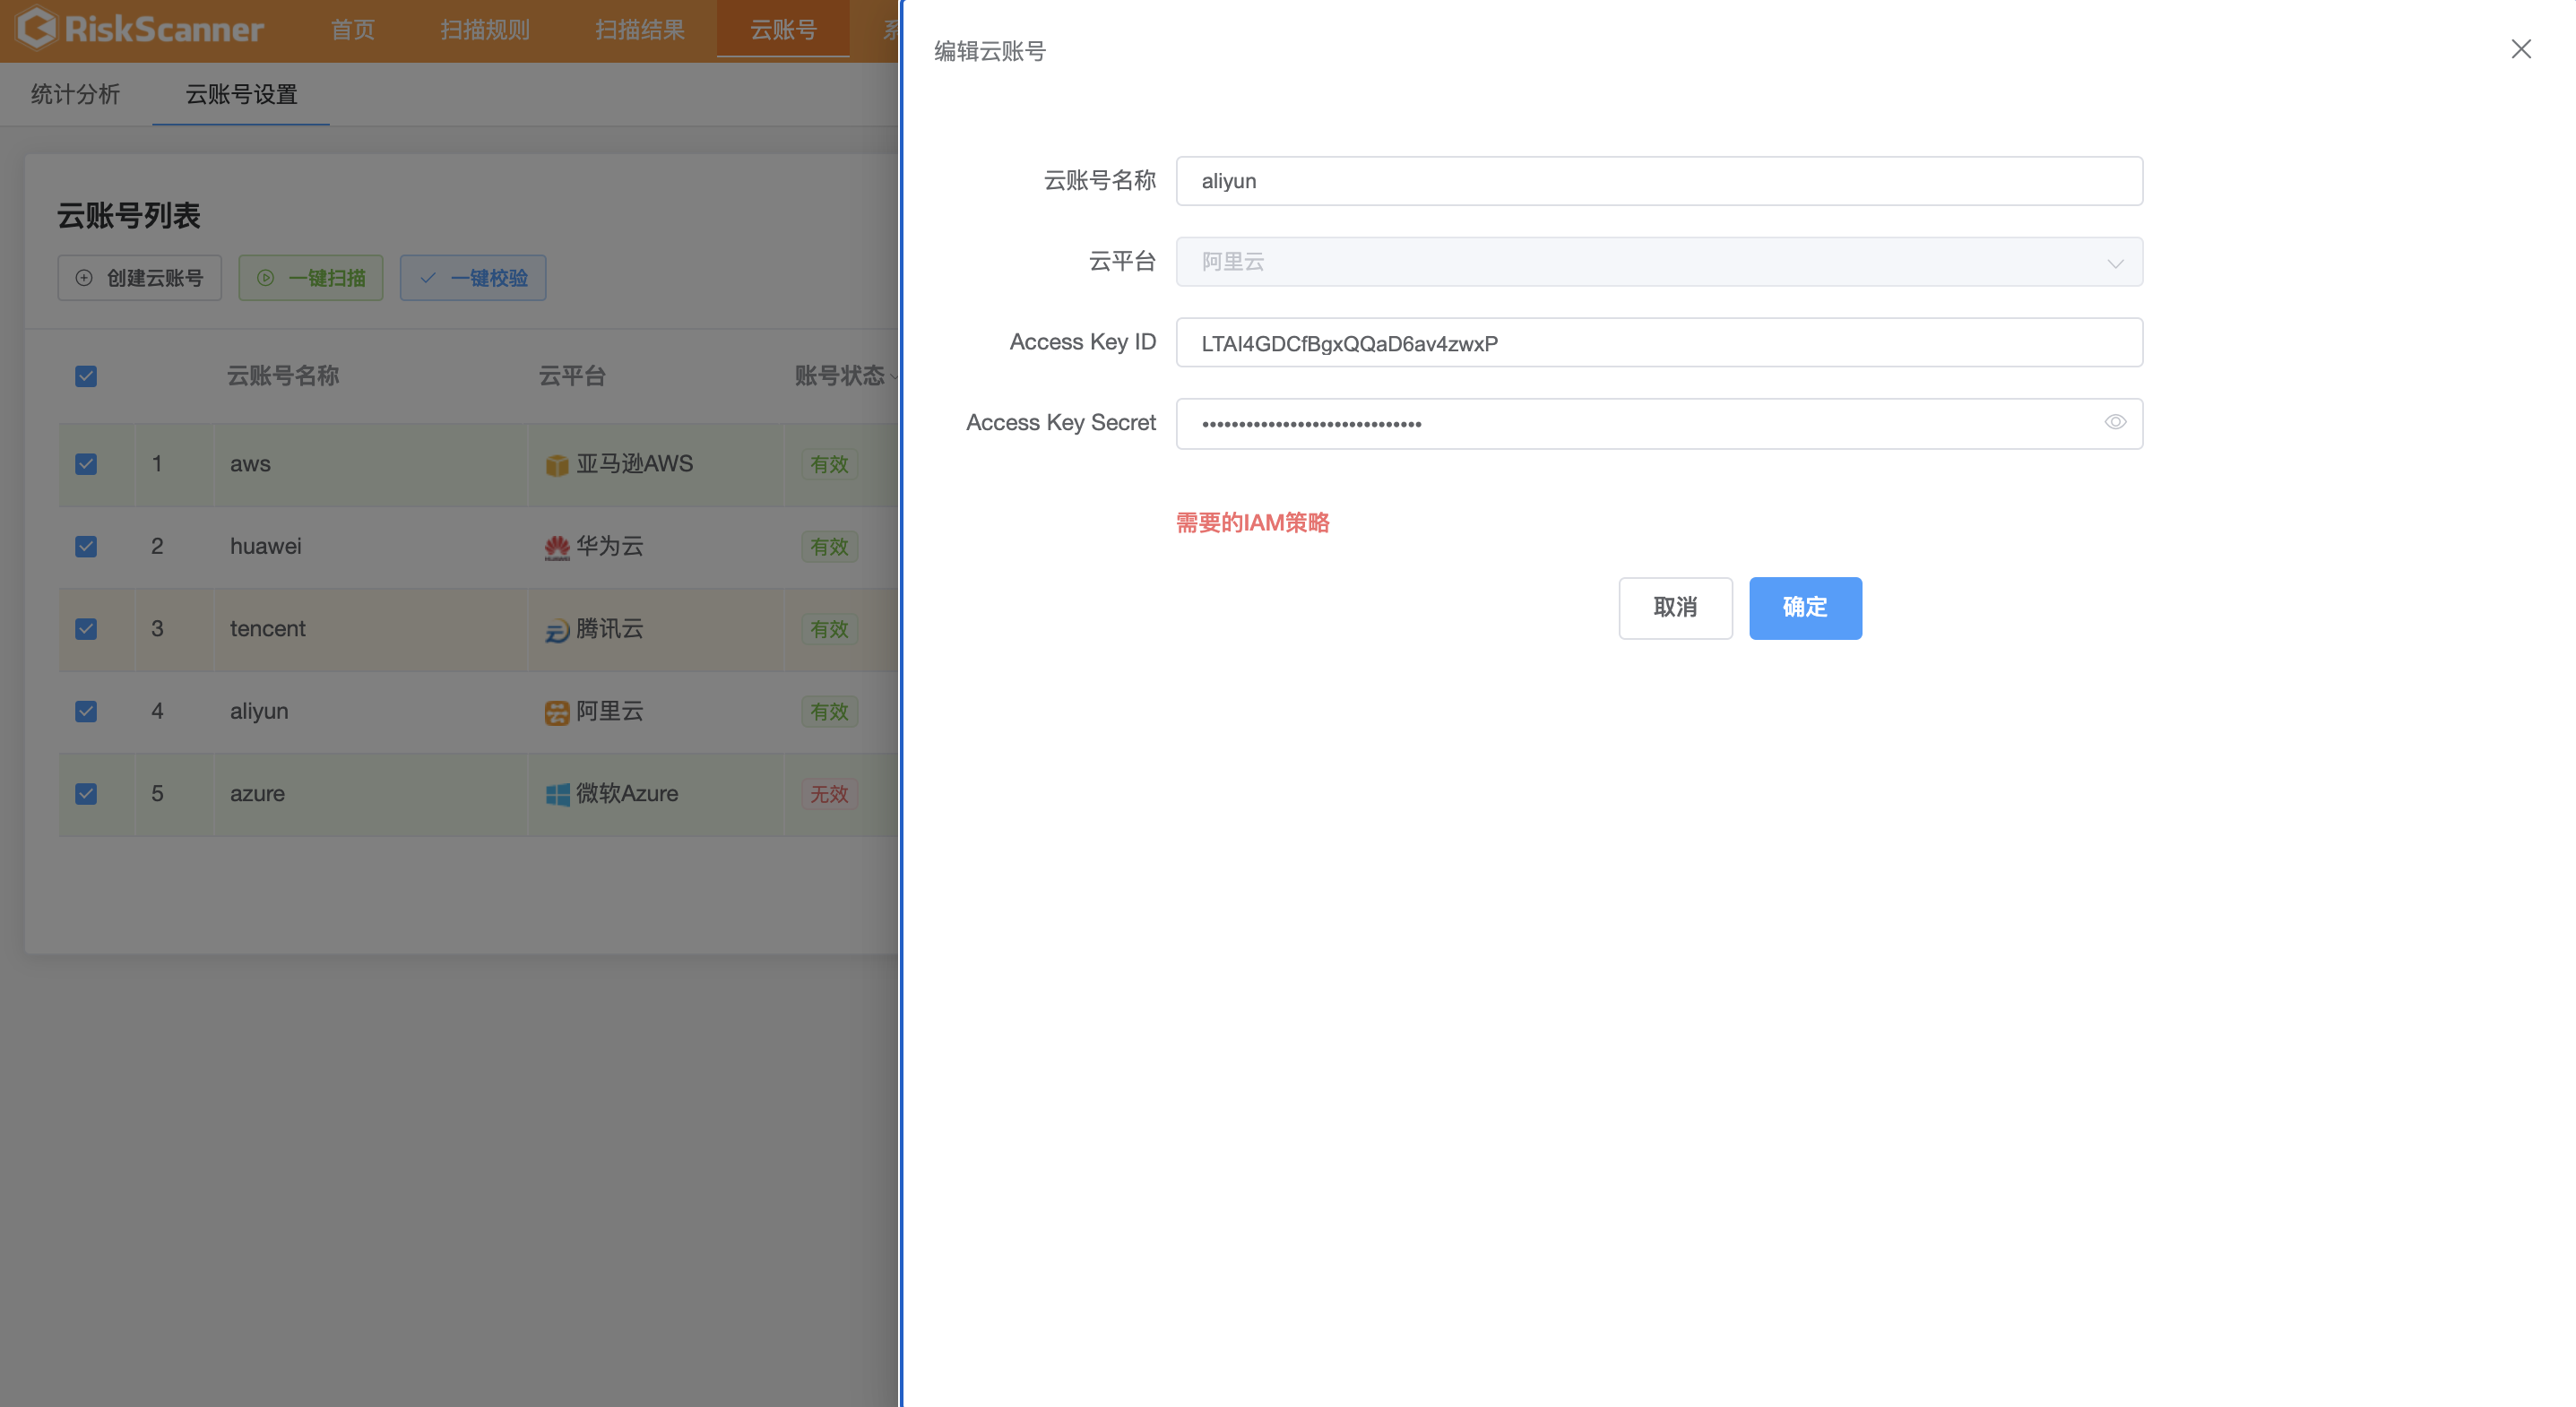 RiskScanner 首页 扫描规则 扫描结果 云账号
统计分析 云账号设置
云账号列表
创建云账号 一键扫描 一键校验
云账号名称 云平台 账号状态
1 aws 亚马逊AWS 有效
2 huawei HUAWEI 华为云 有效
3 tencent 腾讯云 有效
4 aliyun 阿里云 有效
5 azure 微软Azure 无效
编辑云账号
云账号名称 aliyun
云平台 阿里云
Access Key ID LTAI4GDCfBgxQQaD6av4zwxP
Access Key Secret ••••••••••••••••••••••••••••••
需要的IAM策略
取消 确定